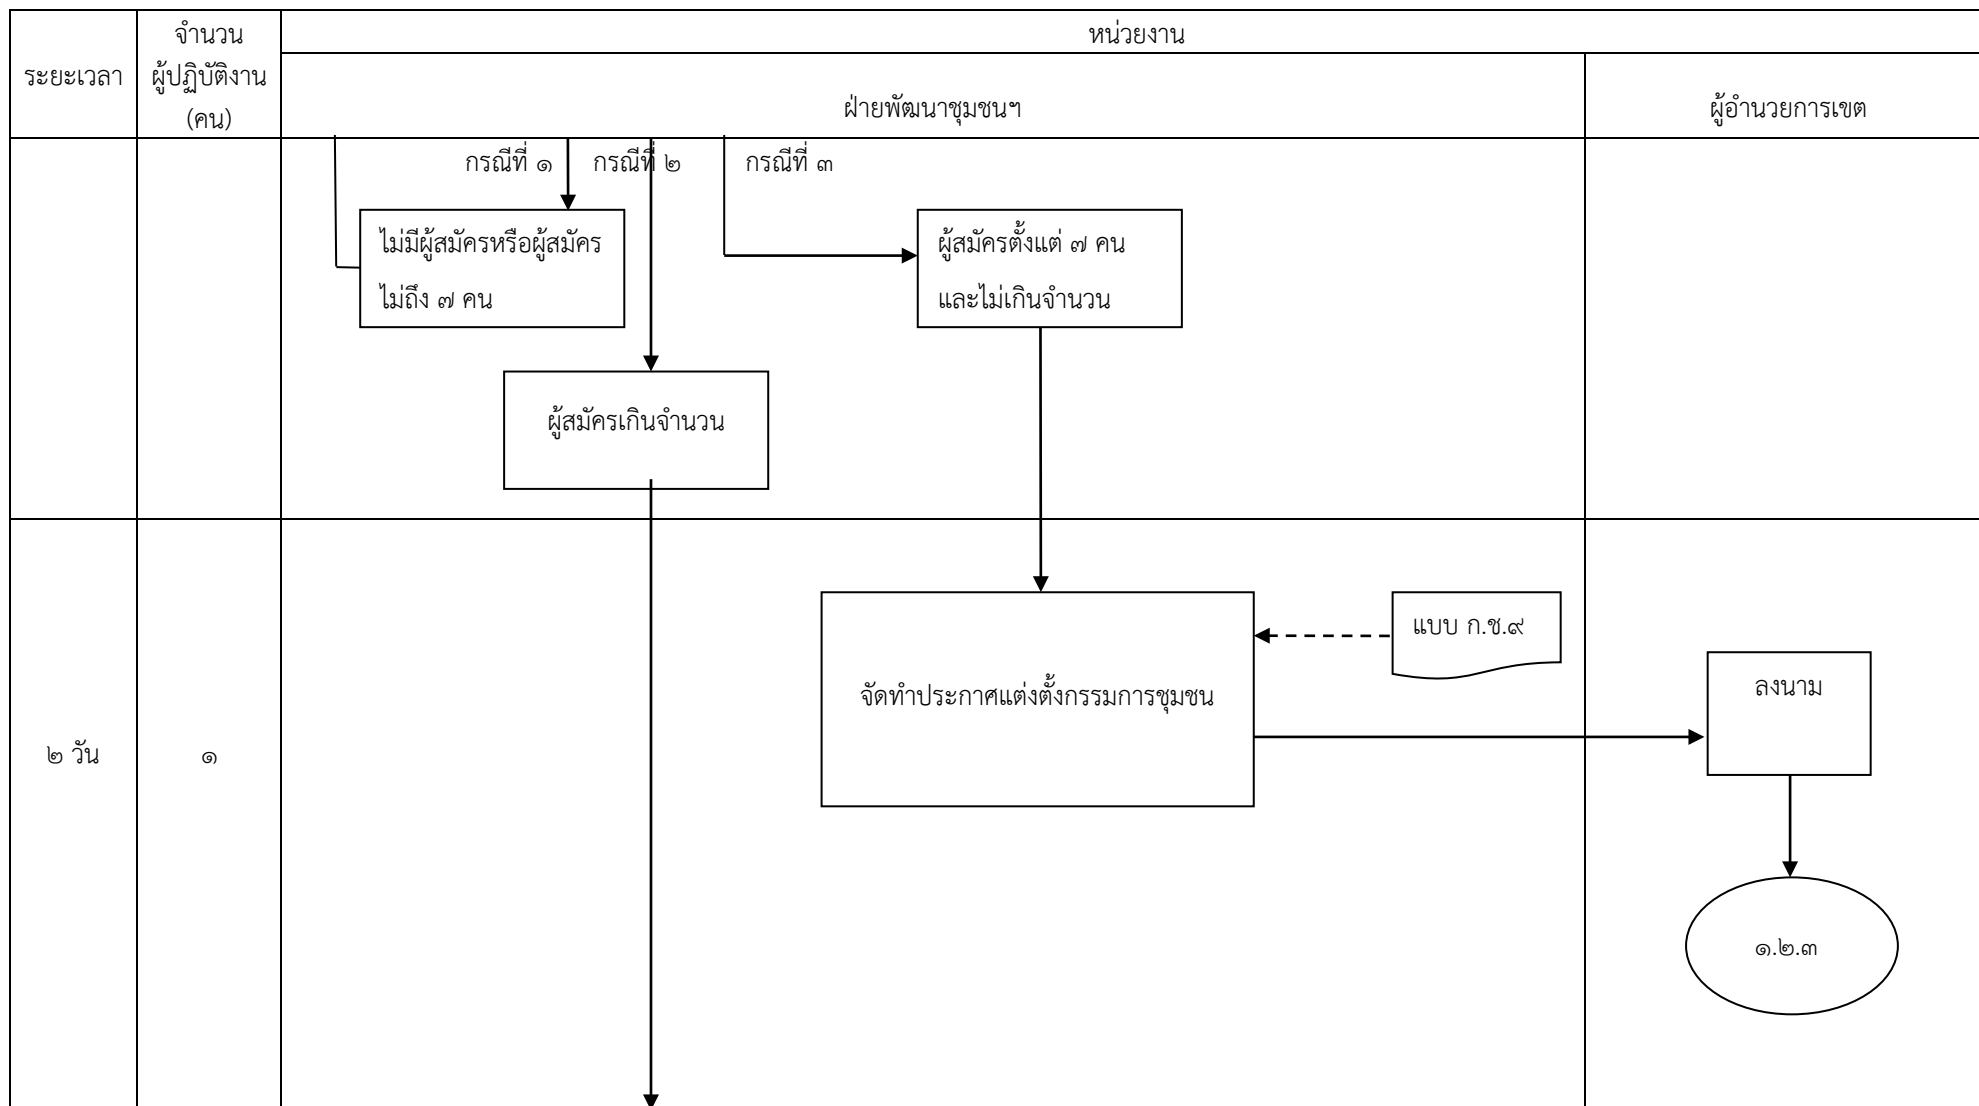 ระยะเวลา
จำนวน
ผู้ปฏิบัติงาน
(คน)
หน่วยงาน
ฝ่ายพัฒนาชุมชนฯ
ผู้อำนวยการเขต
กรณีที่ ๑
กรณีที่ ๒
กรณีที่ ๓
ไม่มีผู้สมัครหรือผู้สมัคร
ไม่ถึง ๗ คน
ผู้สมัครตั้งแต่ ๗ คน
และไม่เกินจำนวน
ผู้สมัครเกินจำนวน
๒ วัน
๑
จัดทำประกาศแต่งตั้งกรรมการชุมชน
แบบ ก.ช.๙
ลงนาม
๑.๒.๓